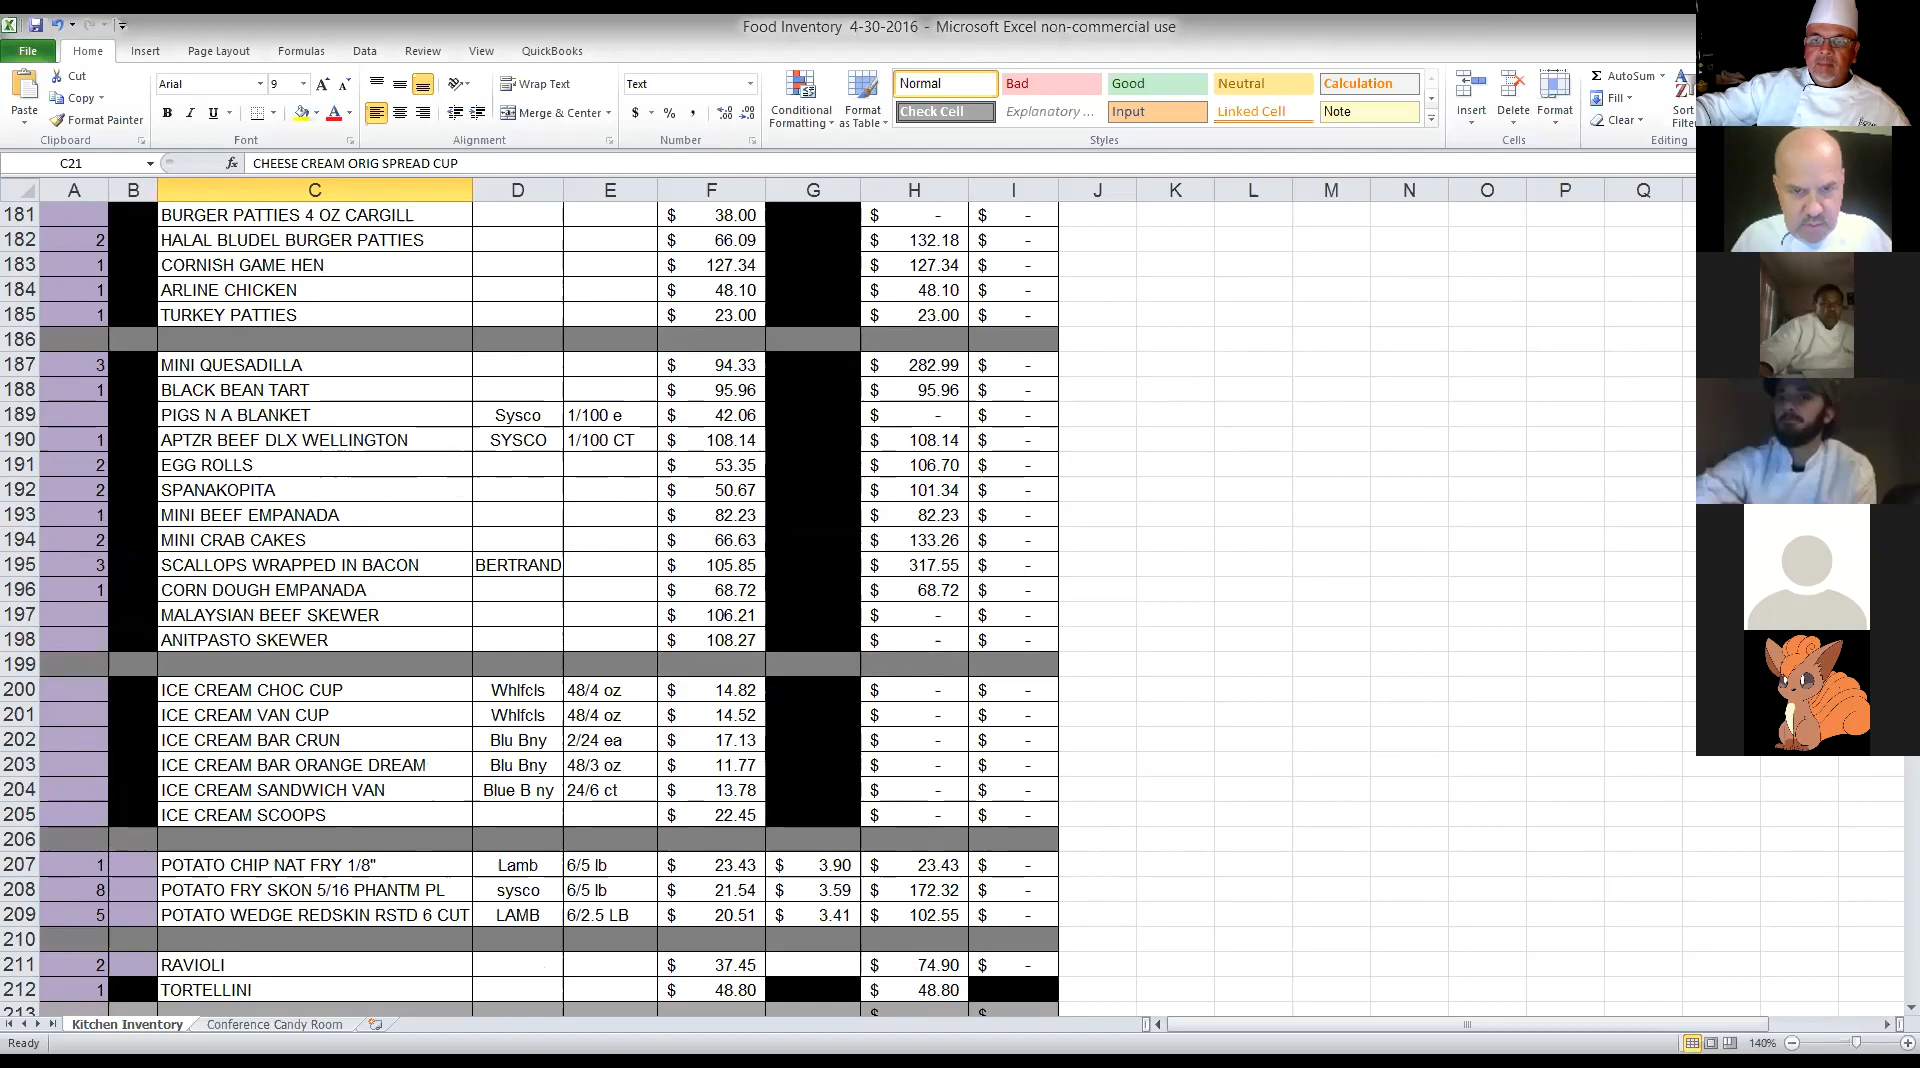 Food Inventory 4-30-2016 - Microsoft Excel non-commercial use
File Home Insert Page Layout Formulas Data Review View QuickBooks
Paste Cut Copy Format Painter Clipboard
Arial 9 B I U Font
Wrap Text Merge & Center Alignment
Text $ % , Number
Conditional Formatting Format as Table
Normal Bad Good Neutral Calculation
Check Cell Explanatory ... Input Linked Cell Note
Styles
Insert Delete Format Cells
AutoSum Fill Clear Sort Filter Editing
C21 fx CHEESE CREAM ORIG SPREAD CUP
A B C D E F G H I J K L M N O P Q
181 BURGER PATTIES 4 OZ CARGILL $ 38.00 $ - $ -
182 2 HALAL BLUDEL BURGER PATTIES $ 66.09 $ 132.18 $ -
183 1 CORNISH GAME HEN $ 127.34 $ 127.34 $ -
184 1 ARLINE CHICKEN $ 48.10 $ 48.10 $ -
185 1 TURKEY PATTIES $ 23.00 $ 23.00 $ -
186
187 3 MINI QUESADILLA $ 94.33 $ 282.99 $ -
188 1 BLACK BEAN TART $ 95.96 $ 95.96 $ -
189 PIGS N A BLANKET Sysco 1/100 e $ 42.06 $ - $ -
190 1 APTZR BEEF DLX WELLINGTON SYSCO 1/100 CT $ 108.14 $ 108.14 $ -
191 2 EGG ROLLS $ 53.35 $ 106.70 $ -
192 2 SPANAKOPITA $ 50.67 $ 101.34 $ -
193 1 MINI BEEF EMPANADA $ 82.23 $ 82.23 $ -
194 2 MINI CRAB CAKES $ 66.63 $ 133.26 $ -
195 3 SCALLOPS WRAPPED IN BACON BERTRAND $ 105.85 $ 317.55 $ -
196 1 CORN DOUGH EMPANADA $ 68.72 $ 68.72 $ -
197 MALAYSIAN BEEF SKEWER $ 106.21 $ - $ -
198 ANITPASTO SKEWER $ 108.27 $ - $ -
199
200 ICE CREAM CHOC CUP Whlfcls 48/4 oz $ 14.82 $ - $ -
201 ICE CREAM VAN CUP Whlfcls 48/4 oz $ 14.52 $ - $ -
202 ICE CREAM BAR CRUN Blu Bny 2/24 ea $ 17.13 $ - $ -
203 ICE CREAM BAR ORANGE DREAM Blu Bny 48/3 oz $ 11.77 $ - $ -
204 ICE CREAM SANDWICH VAN Blue B ny 24/6 ct $ 13.78 $ - $ -
205 ICE CREAM SCOOPS $ 22.45 $ - $ -
206
207 1 POTATO CHIP NAT FRY 1/8" Lamb 6/5 lb $ 23.43 $ 3.90 $ 23.43 $ -
208 8 POTATO FRY SKON 5/16 PHANTM PL sysco 6/5 lb $ 21.54 $ 3.59 $ 172.32 $ -
209 5 POTATO WEDGE REDSKIN RSTD 6 CUT LAMB 6/2.5 LB $ 20.51 $ 3.41 $ 102.55 $ -
210
211 2 RAVIOLI $ 37.45 $ 74.90 $ -
212 1 TORTELLINI $ 48.80 $ 48.80
213 $ $
Kitchen Inventory Conference Candy Room
Ready 140%